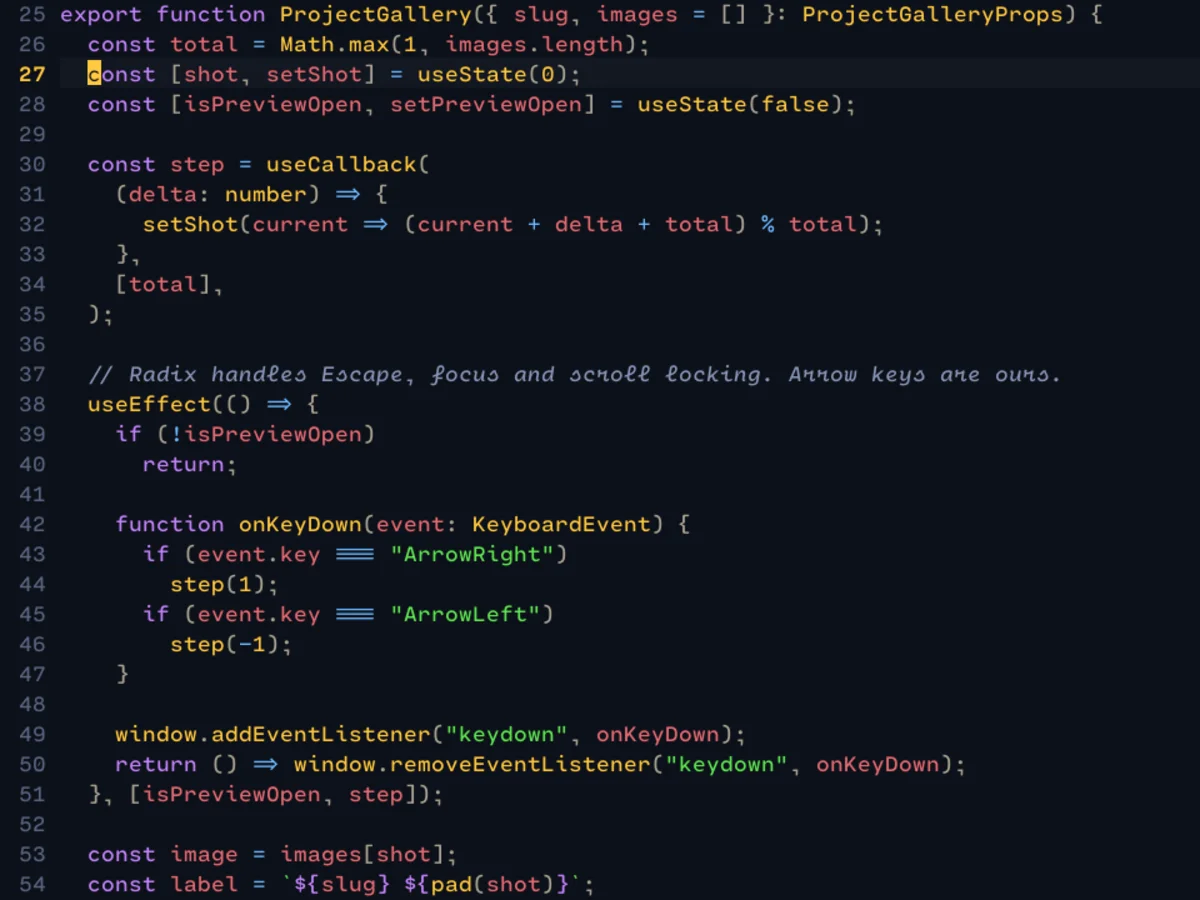 25 export function ProjectGallery({ slug, images = [] }: ProjectGalleryProps) {
26   const total = Math.max(1, images.length);
27   const [shot, setShot] = useState(0);
28   const [isPreviewOpen, setPreviewOpen] = useState(false);
29
30   const step = useCallback(
31     (delta: number) => {
32       setShot(current => (current + delta + total) % total);
33     },
34     [total],
35   );
36
37   // Radix handles Escape, focus and scroll locking. Arrow keys are ours.
38   useEffect(() => {
39     if (!isPreviewOpen)
40       return;
41
42     function onKeyDown(event: KeyboardEvent) {
43       if (event.key === "ArrowRight")
44         step(1);
45       if (event.key === "ArrowLeft")
46         step(-1);
47     }
48
49     window.addEventListener("keydown", onKeyDown);
50     return () => window.removeEventListener("keydown", onKeyDown);
51   }, [isPreviewOpen, step]);
52
53   const image = images[shot];
54   const label = `${slug} ${pad(shot)}`;